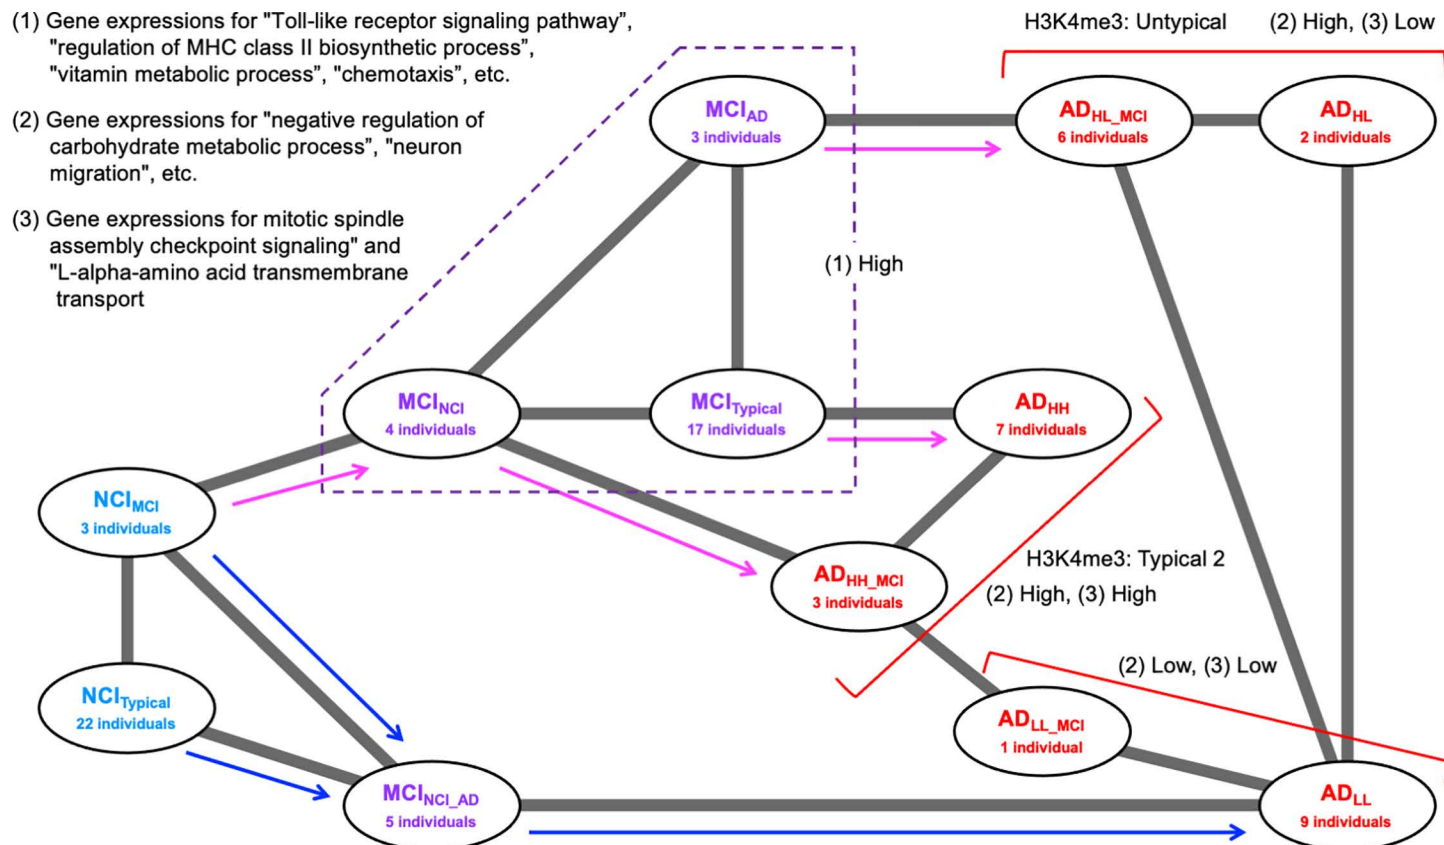 (1) Gene expressions for "Toll-like receptor signaling pathway”,
"regulation of MHC class II biosynthetic process”,
"vitamin metabolic process”, "chemotaxis”, etc.
(2) Gene expressions for "negative regulation of
carbohydrate metabolic process”, "neuron
migration", etc.
(3) Gene expressions for mitotic spindle
assembly checkpoint signaling" and
"L-alpha-amino acid transmembrane
transport
H3K4me3: Untypical (2) High, (3) Low
MCIAD
3 individuals
ADHL_MCI
6 individuals
ADHL
2 individuals
(1) High
MCINCI
4 individuals
MCITypical
17 individuals
ADHH
7 individuals
NCIMCI
3 individuals
H3K4me3: Typical 2
(2) High, (3) High
ADHH_MCI
3 individuals
(2) Low, (3) Low
NCITypical
22 individuals
ADLL_MCI
1 individual
MCINCI_AD
5 individuals
ADLL
9 individuals